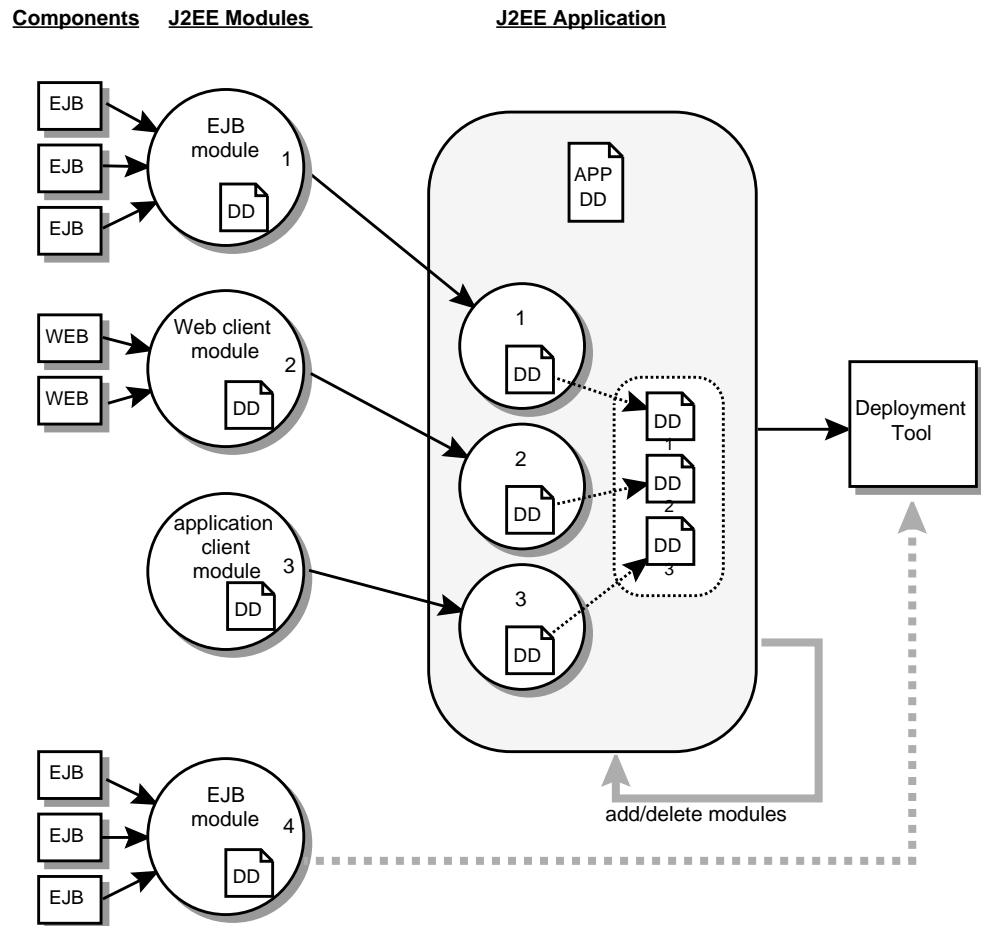 Components J2EE Modules J2EE Application
EJB
EJB
EJB
EJB
module
1
DD
APP
DD
WEB
WEB
Web client
module
2
DD
application
client
module
3
DD
1
DD
2
DD
3
DD
DD
1
DD
2
DD
3
Deployment
Tool
add/delete modules
EJB
EJB
EJB
EJB
module
4
DD